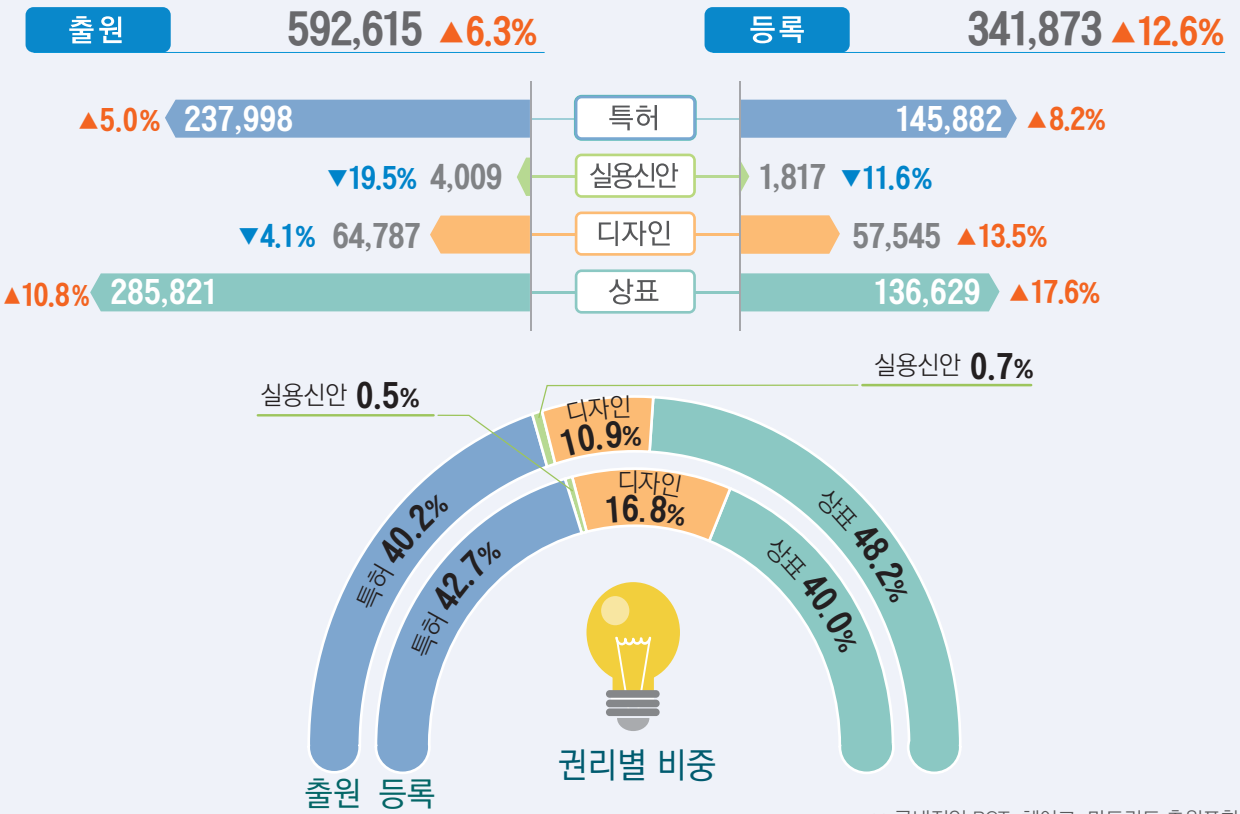 출원 592,615 ▲6.3%
등록 341,873 ▲12.6%
▲5.0% 237,998 특허 145,882 ▲8.2%
▼19.5% 4,009 실용신안 1,817 ▼11.6%
▼4.1% 64,787 디자인 57,545 ▲13.5%
▲10.8% 285,821 상표 136,629 ▲17.6%
실용신안 0.7%
실용신안 0.5%
디자인
10.9%
디자인
16.8%
특허 40.2%
상표 48.2%
특허 42.7%
상표 40.0%
권리별 비중
출원 등록